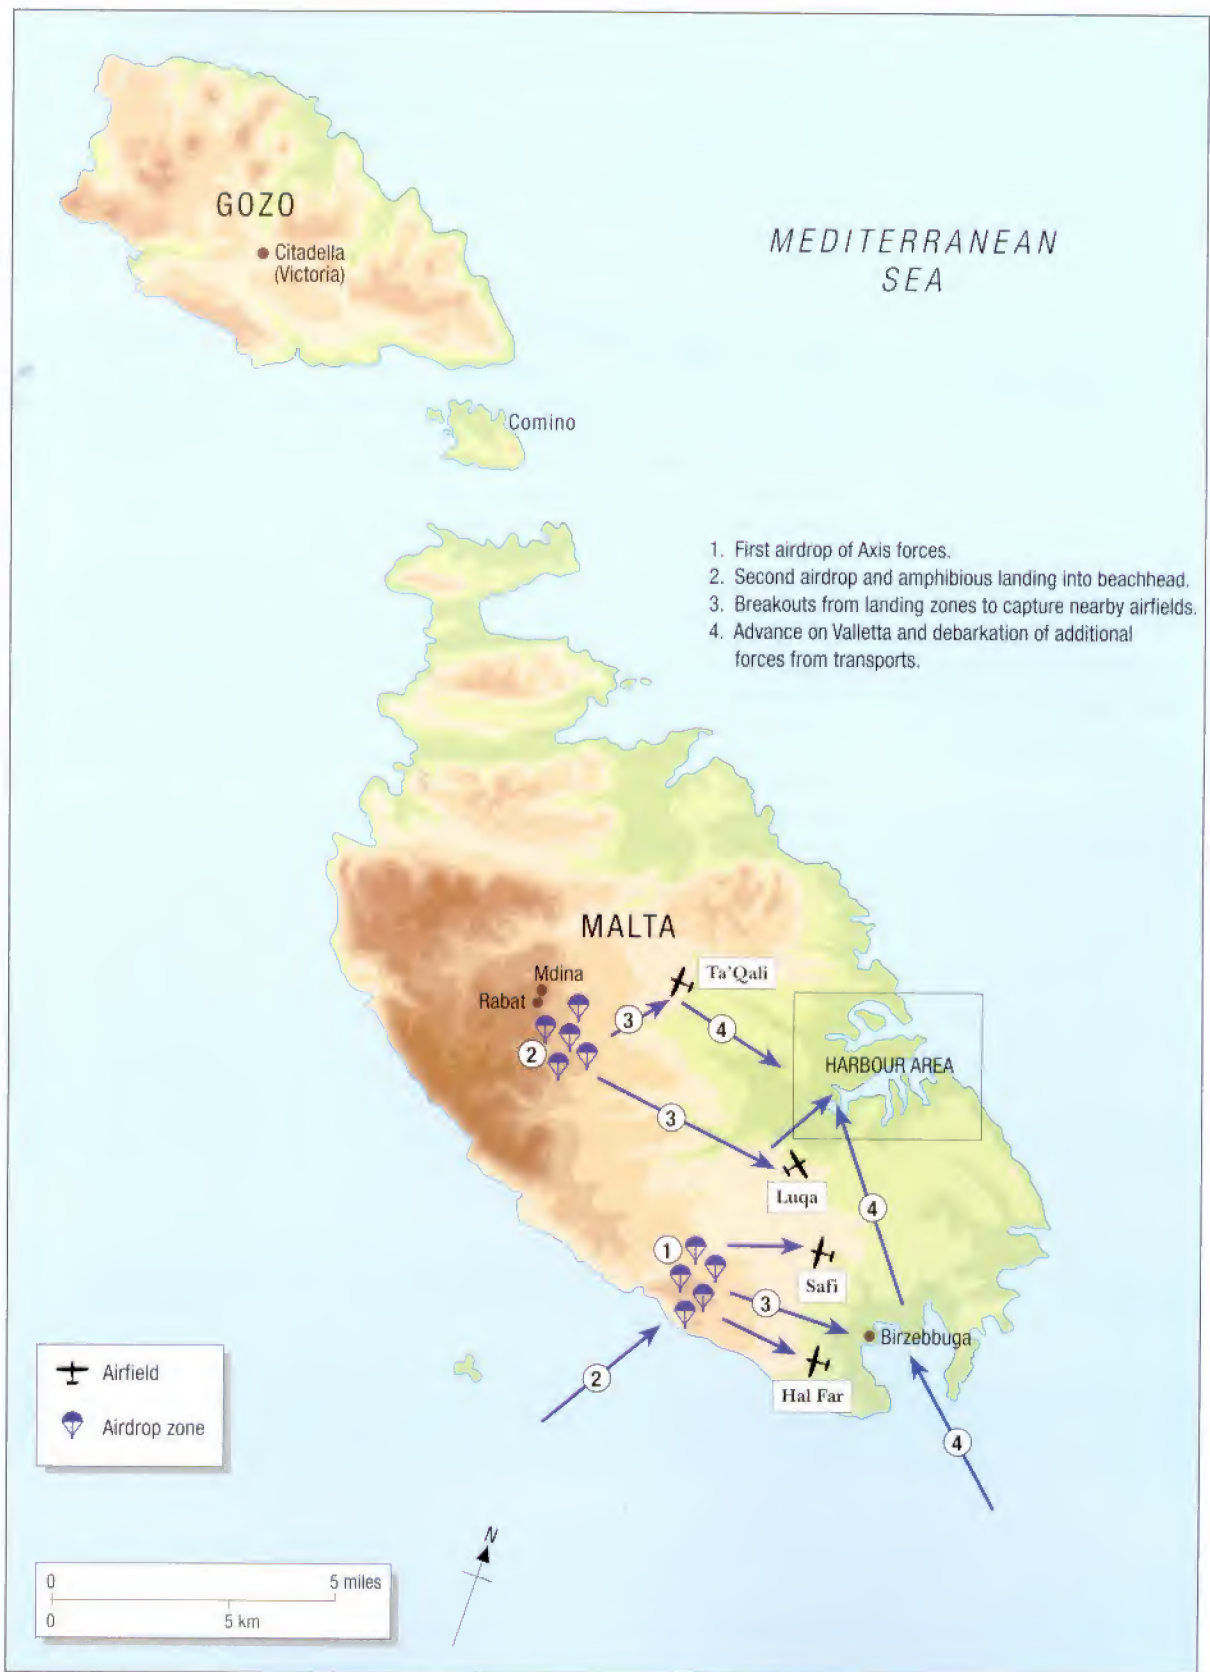 GOZO
Citadella
(Victoria)
MEDITERRANEAN
SEA
Comino
1. First airdrop of Axis forces.
2. Second airdrop and amphibious landing into beachhead.
3. Breakouts from landing zones to capture nearby airfields.
4. Advance on Valletta and debarkation of additional
forces from transports.
MALTA
Mdina
Rabat
Ta'Qali
3
4
2
HARBOUR AREA
3
Luqa
4
1
Safi
3
Birzebbuga
Hal Far
2
4
Airfield
Airdrop zone
N
0 5 miles
0 5 km